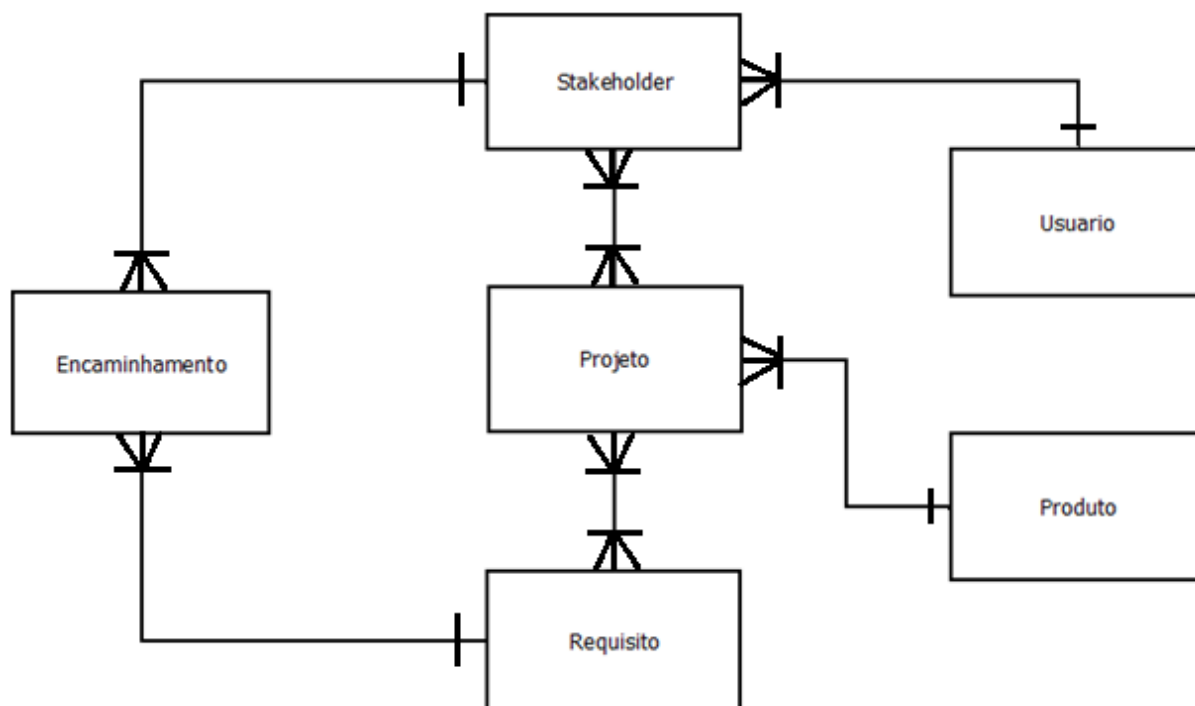 Stakeholder
Usuario
Encaminhamento
Projeto
Produto
Requisito